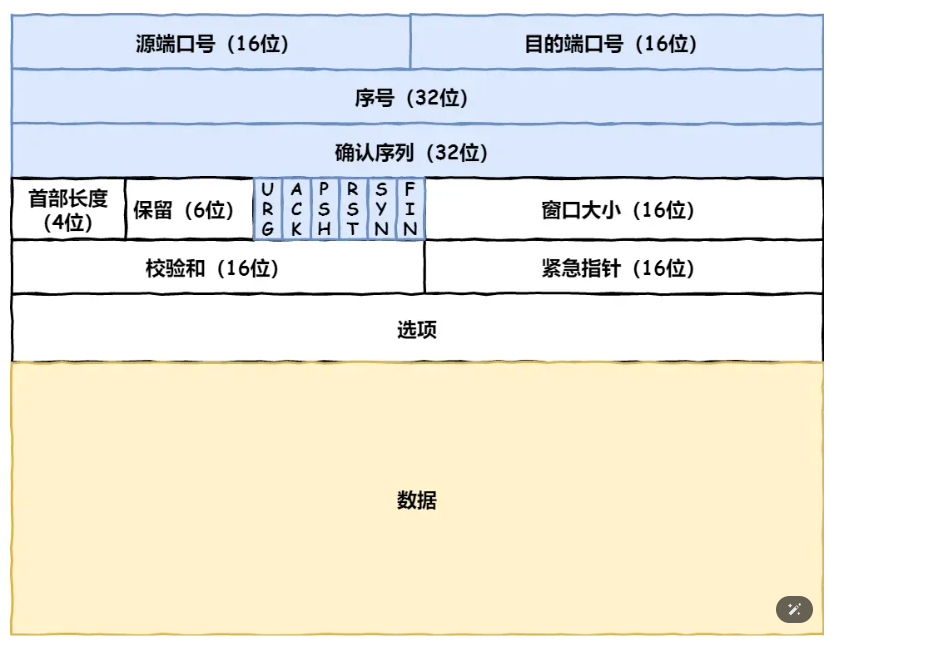 源端口号（16位）
目的端口号（16位）
序号（32位）
确认序列（32位）
首部长度
（4位）
保留（6位）
URG
ACK
PSH
RST
SYN
FIN
窗口大小（16位）
校验和（16位）
紧急指针（16位）
选项
数据